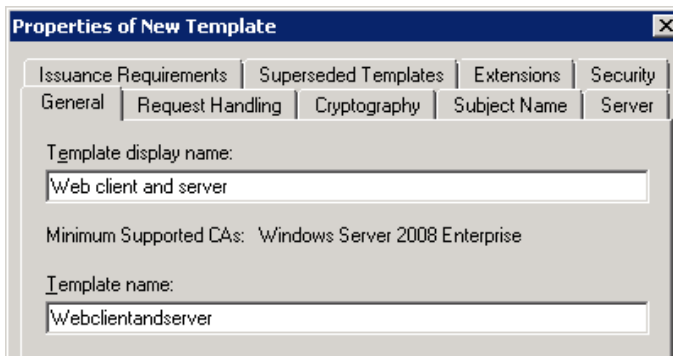 Properties of New Template
Issuance Requirements Superseded Templates Extensions Security
General Request Handling Cryptography Subject Name Server
Template display name:
Web client and server
Minimum Supported CAs: Windows Server 2008 Enterprise
Template name:
Webclientandserver